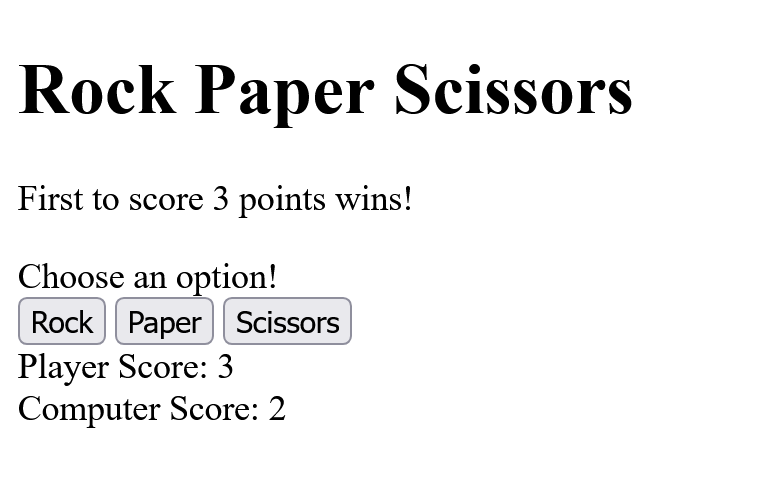 Rock Paper Scissors
First to score 3 points wins!
Choose an option!
Rock Paper Scissors
Player Score: 3
Computer Score: 2